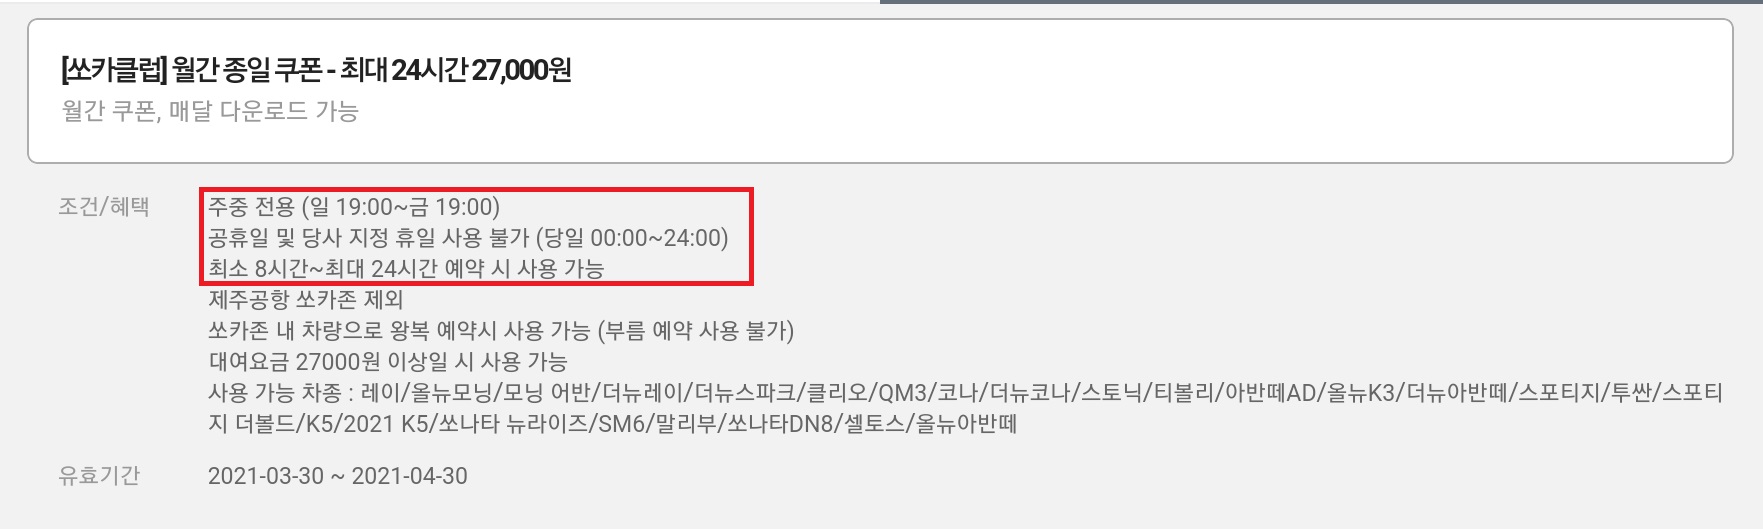 [쏘카클럽] 월간 종일 쿠폰 - 최대 24시간 27,000원
월간 쿠폰, 매달 다운로드 가능
조건/혜택
주중 전용 (일 19:00~금 19:00)
공휴일 및 당사 지정 휴일 사용 불가 (당일 00:00~24:00)
최소 8시간~최대 24시간 예약 시 사용 가능
제주공항 쏘카존 제외
쏘카존 내 차량으로 왕복 예약시 사용 가능 (부름 예약 사용 불가)
대여요금 27000원 이상일 시 사용 가능
사용 가능 차종 : 레이/올뉴모닝/모닝 어반/더뉴레이/더뉴스파크/클리오/QM3/코나/더뉴코나/스토닉/티볼리/아반떼AD/올뉴K3/더뉴아반떼/스포티지/투싼/스포티
지 더볼드/K5/2021 K5/쏘나타 뉴라이즈/SM6/말리부/쏘나타DN8/셀토스/올뉴아반떼
유효기간
2021-03-30 ~ 2021-04-30